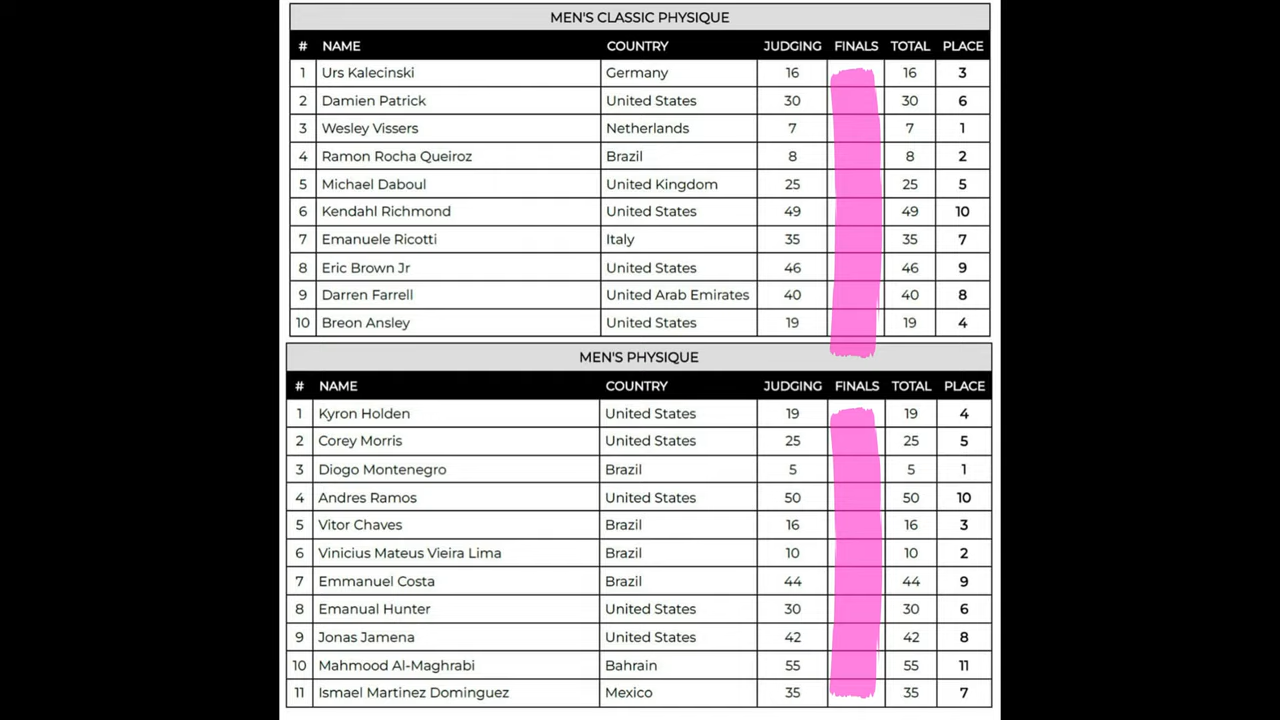 MEN'S CLASSIC PHYSIQUE
# NAME COUNTRY JUDGING FINALS TOTAL PLACE
1 Urs Kalecinski Germany 16 16 3
2 Damien Patrick United States 30 30 6
3 Wesley Vissers Netherlands 7 7 1
4 Ramon Rocha Queiroz Brazil 8 8 2
5 Michael Daboul United Kingdom 25 25 5
6 Kendahl Richmond United States 49 49 10
7 Emanuele Ricotti Italy 35 35 7
8 Eric Brown Jr United States 46 46 9
9 Darren Farrell United Arab Emirates 40 40 8
10 Breon Ansley United States 19 19 4
MEN'S PHYSIQUE
# NAME COUNTRY JUDGING FINALS TOTAL PLACE
1 Kyron Holden United States 19 19 4
2 Corey Morris United States 25 25 5
3 Diogo Montenegro Brazil 5 5 1
4 Andres Ramos United States 50 50 10
5 Vitor Chaves Brazil 16 16 3
6 Vinicius Mateus Vieira Lima Brazil 10 10 2
7 Emmanuel Costa Brazil 44 44 9
8 Emanual Hunter United States 30 30 6
9 Jonas Jamena United States 42 42 8
10 Mahmood Al-Maghrabi Bahrain 55 55 11
11 Ismael Martinez Dominguez Mexico 35 35 7